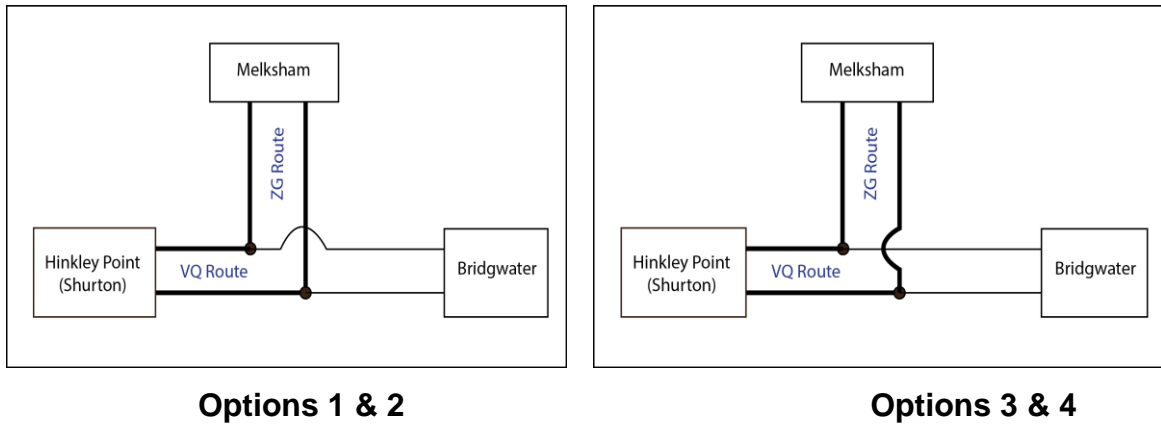 Melksham
ZG Route
Hinkley Point
(Shurton)
VQ Route
Bridgwater
Options 1 & 2
Melksham
ZG Route
Hinkley Point
(Shurton)
VQ Route
Bridgwater
Options 3 & 4